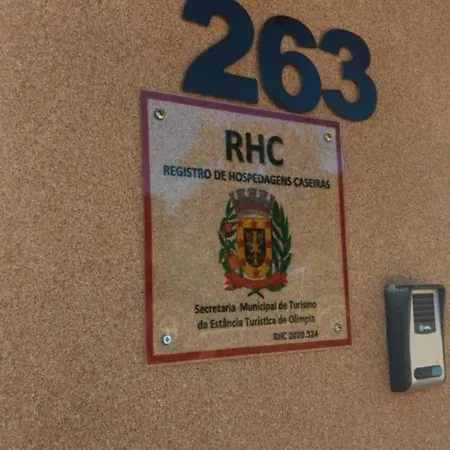 263
RHC
REGISTRO DE HOSPEDAGENS CASEIRAS
Secretaria Municipal de Turismo
da Estância Turística de Olímpia
RHC 2020.324